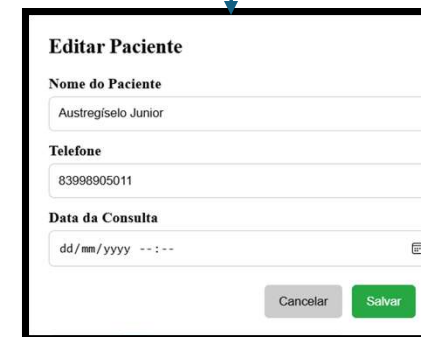 Editar Paciente
Nome do Paciente
Austregíselo Junior
Telefone
83998905011
Data da Consulta
dd/mm/yyyy --:--
Cancelar Salvar